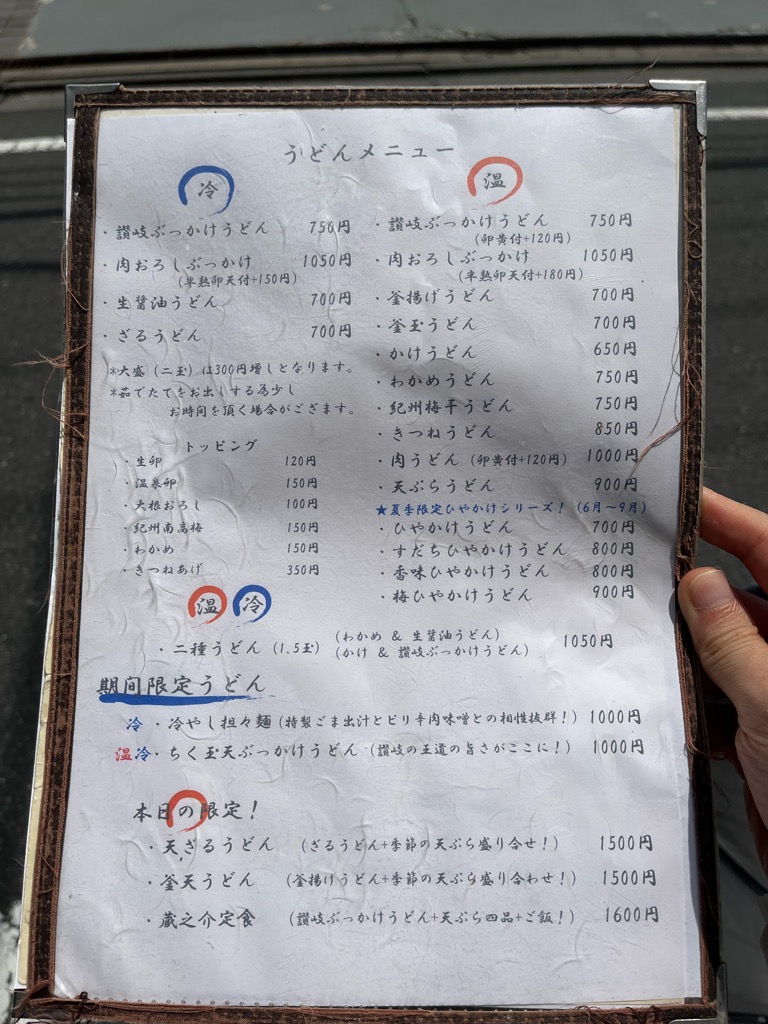 うどんメニュー
冷
・讃岐ぶっかけうどん 750円
・肉おろしぶっかけ 1050円
(半熟卵天付+150円)
・生醤油うどん 700円
・ざるうどん 700円
*大盛(二玉)は300円増しとなります。
*茹でたてをお出しする為少し
お時間を頂く場合がござます。
トッピング
・生卵 120円
・温泉卵 150円
・大根おろし 100円
・紀州南高梅 150円
・わかめ 150円
・きつねあげ 350円
温
・讃岐ぶっかけうどん 750円
(卵黄付+120円)
・肉おろしぶっかけ 1050円
(半熟卵天付+180円)
・釜揚げうどん 700円
・釜玉うどん 700円
・かけうどん 650円
・わかめうどん 750円
・紀州梅干うどん 750円
・きつねうどん 850円
・肉うどん(卵黄付+120円) 1000円
・天ぷらうどん 900円
★夏季限定ひやかけシリーズ!(6月〜9月)
・ひやかけうどん 700円
・すだちひやかけうどん 800円
・香味ひやかけうどん 800円
・梅ひやかけうどん 900円
温 冷
・二種うどん(1.5玉) (わかめ & 生醤油うどん) 1050円
(かけ & 讃岐ぶっかけうどん)
期間限定うどん
冷・冷やし担々麺(特製ごま出汁とピリ辛肉味噌との相性抜群!) 1000円
温冷・ちく玉天ぶっかけうどん(讃岐の王道の旨さがここに!) 1000円
本日の限定!
・天ざるうどん (ざるうどん+季節の天ぷら盛り合せ!) 1500円
・釜天うどん (釜揚げうどん+季節の天ぷら盛り合わせ!) 1500円
・蔵之介定食 (讃岐ぶっかけうどん+天ぷら四品+ご飯!) 1600円